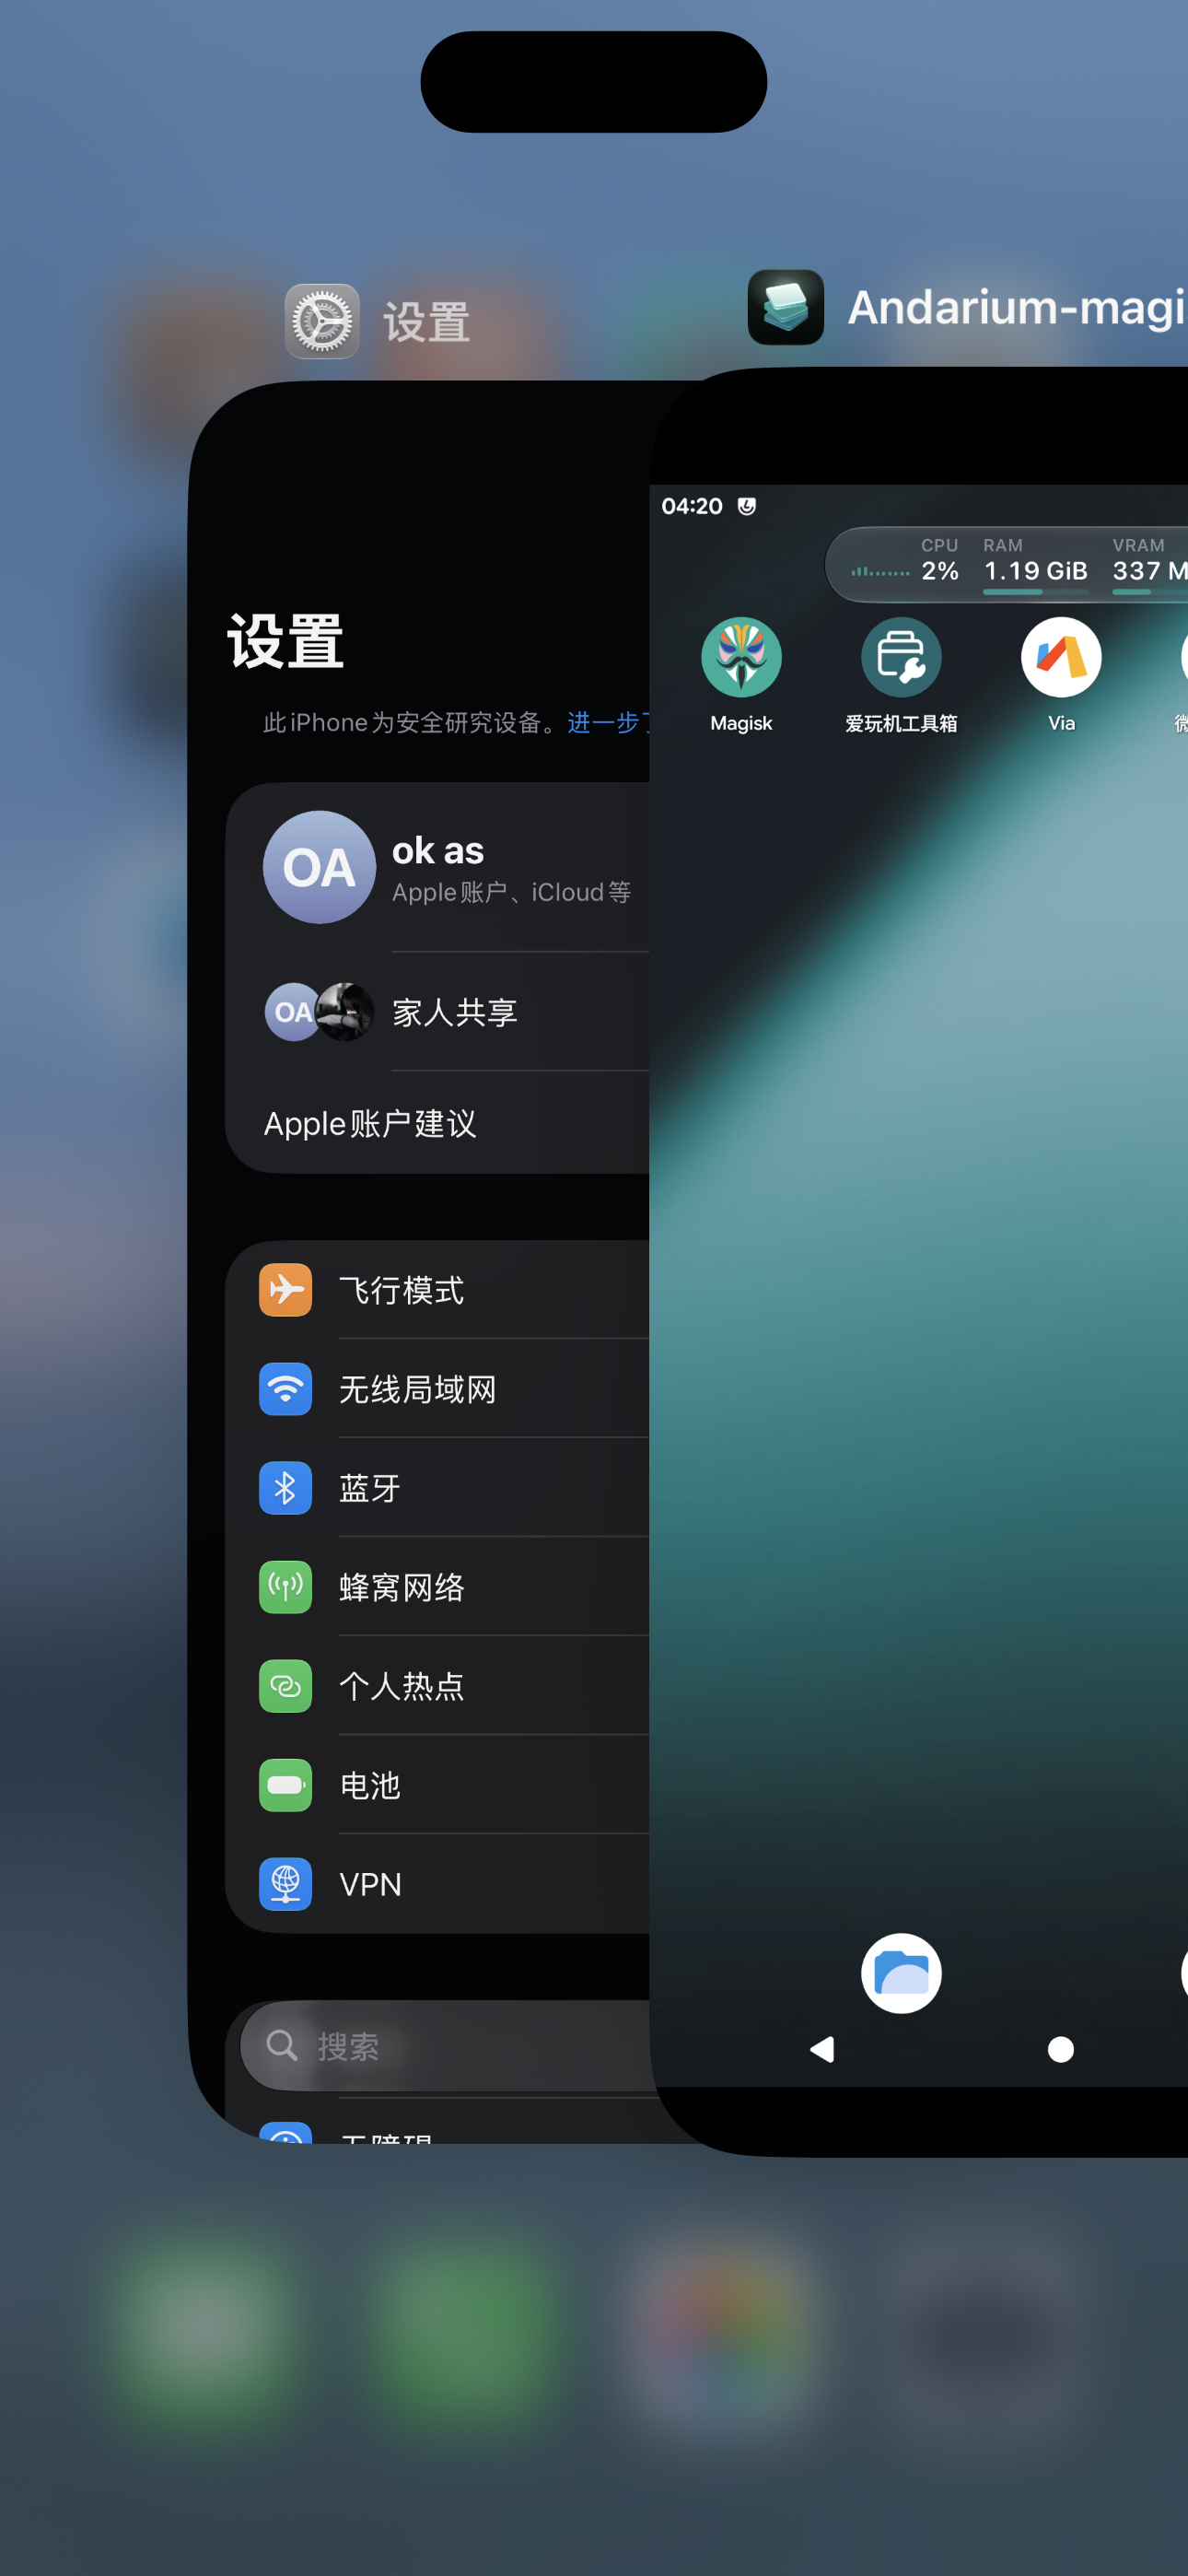 设置
Andarium-magi
04:20
CPU RAM VRAM
2% 1.19 GiB 337 M
Magisk
爱玩机工具箱
Via
微
设置
此iPhone为安全研究设备。进一步了
OA
ok as
Apple账户、iCloud等
OA
家人共享
Apple账户建议
飞行模式
无线局域网
蓝牙
蜂窝网络
个人热点
电池
VPN
搜索
无障碍